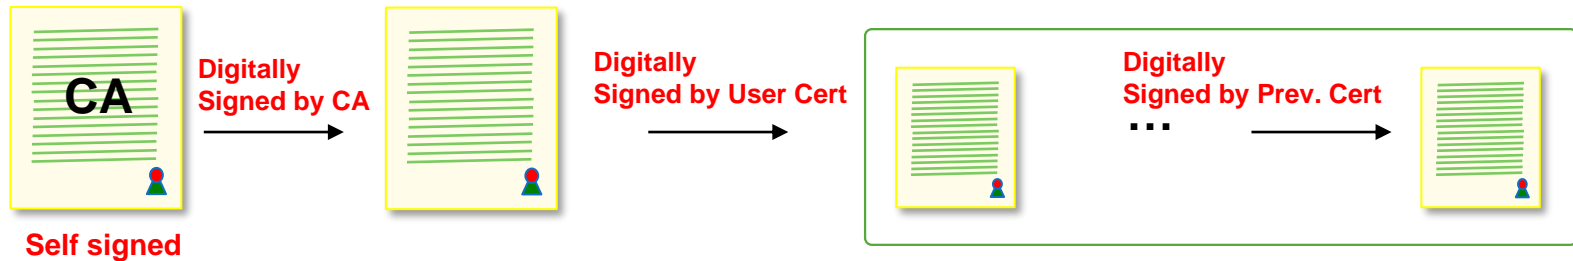 CA
Self signed
Digitally
Signed by CA
Digitally
Signed by User Cert
Digitally
Signed by Prev. Cert
...